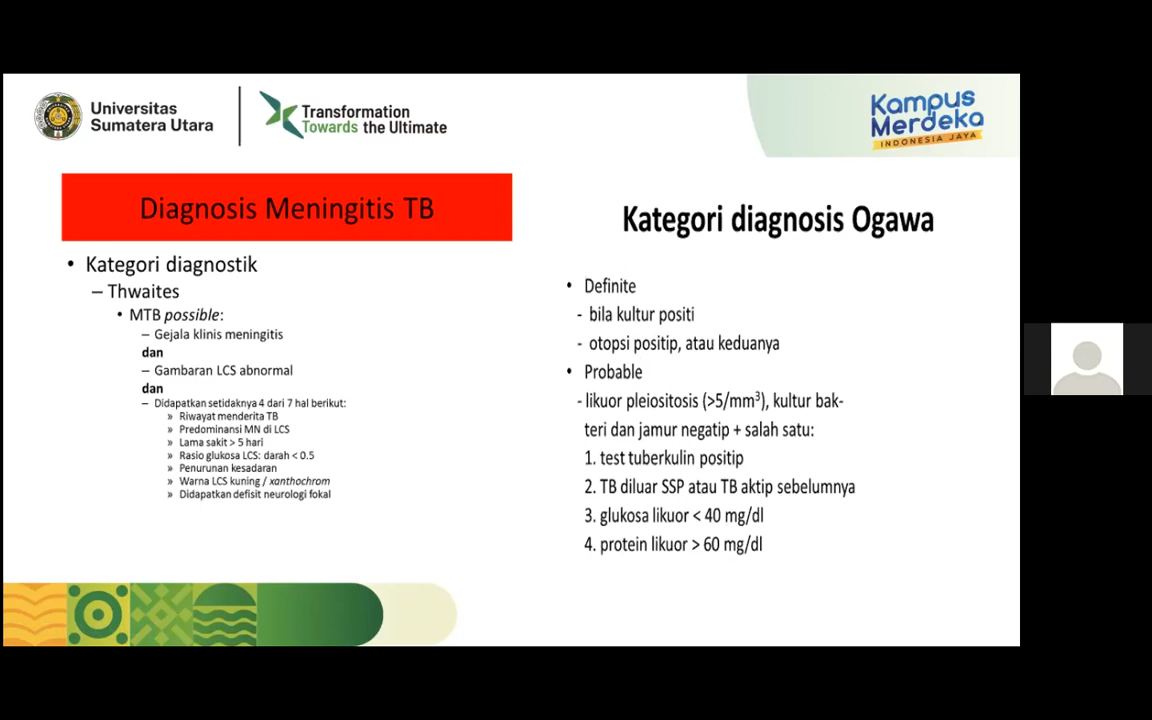 Universitas
Sumatera Utara
Transformation
Towards the Ultimate
Kampus
Merdeka
INDONESIA JAYA
Diagnosis Meningitis TB
• Kategori diagnostik
– Thwaites
• MTB possible:
– Gejala klinis meningitis
dan
– Gambaran LCS abnormal
dan
– Didapatkan setidaknya 4 dari 7 hal berikut:
» Riwayat menderita TB
» Predominansi MN di LCS
» Lama sakit > 5 hari
» Rasio glukosa LCS: darah < 0.5
» Penurunan kesadaran
» Warna LCS kuning / xanthochrom
» Didapatkan defisit neurologi fokal
Kategori diagnosis Ogawa
• Definite
- bila kultur positi
- otopsi positip, atau keduanya
• Probable
- likuor pleiositosis (>5/mm³), kultur bak-
teri dan jamur negatip + salah satu:
1. test tuberkulin positip
2. TB diluar SSP atau TB aktip sebelumnya
3. glukosa likuor < 40 mg/dl
4. protein likuor > 60 mg/dl